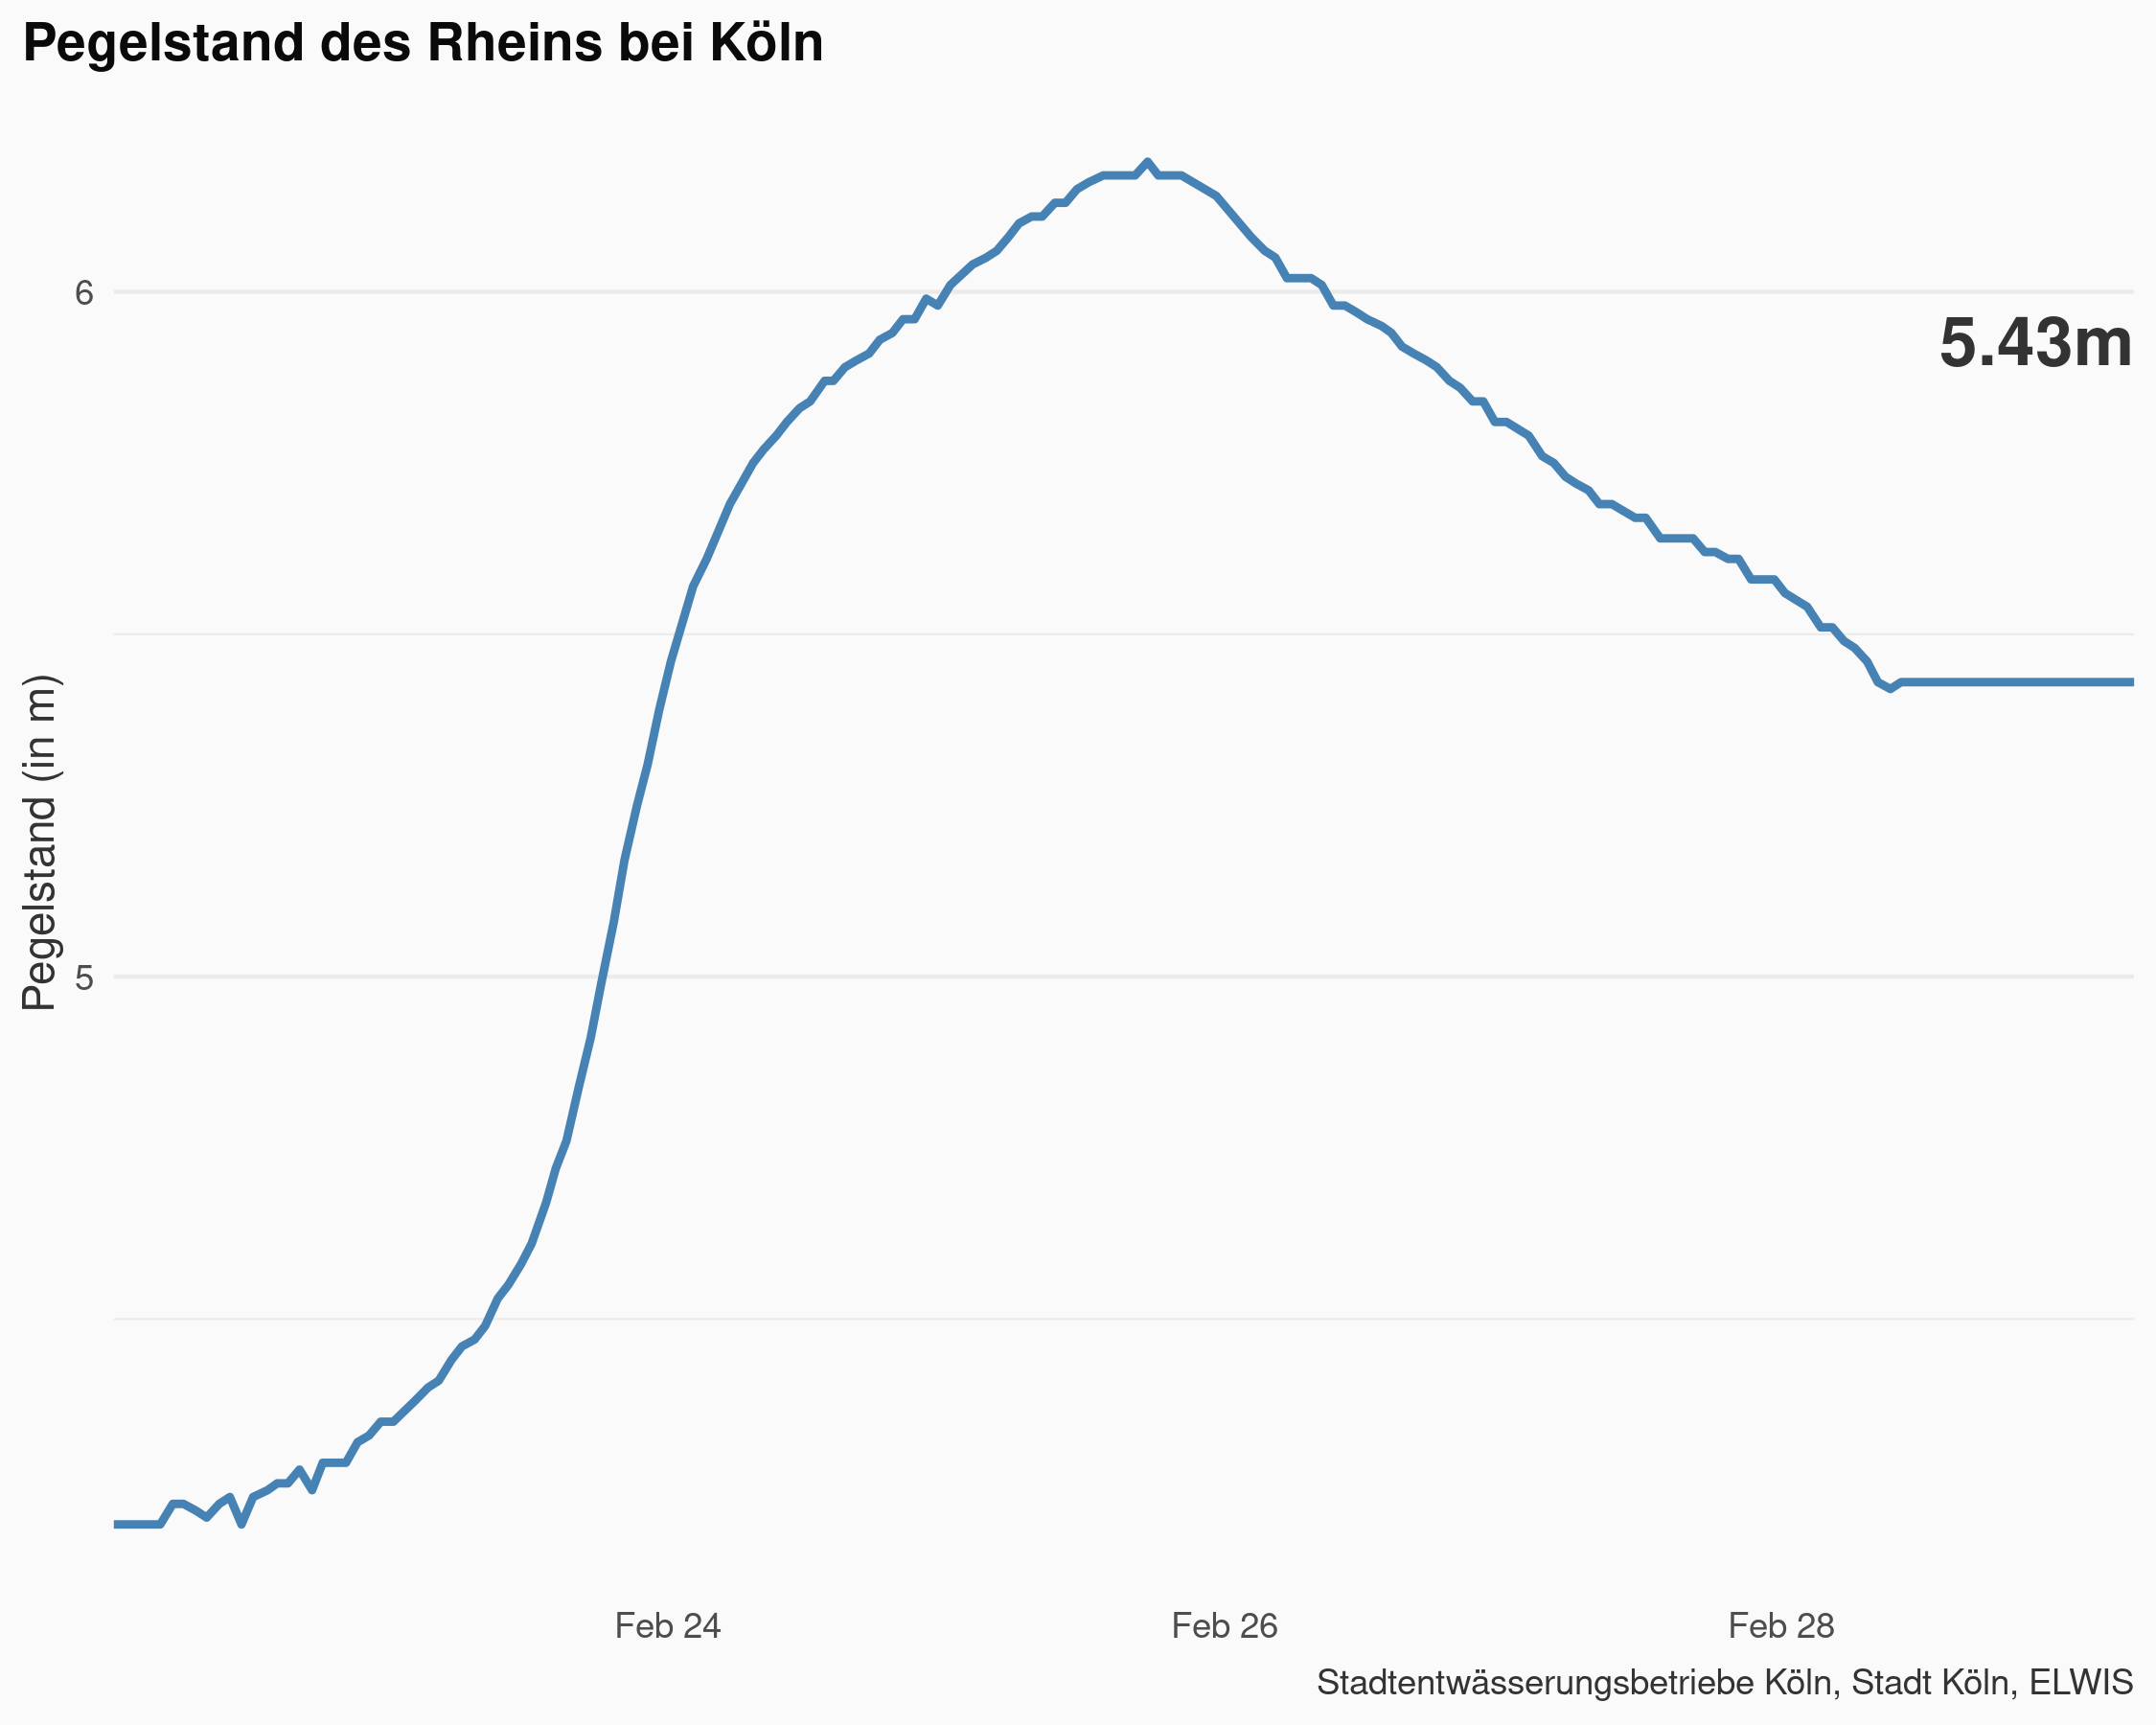 Pegelstand des Rheins bei Köln
Pegelstand (in m)
6
5.43m
5
Feb 24
Feb 26
Feb 28
Stadtentwässerungsbetriebe Köln, Stadt Köln, ELWIS